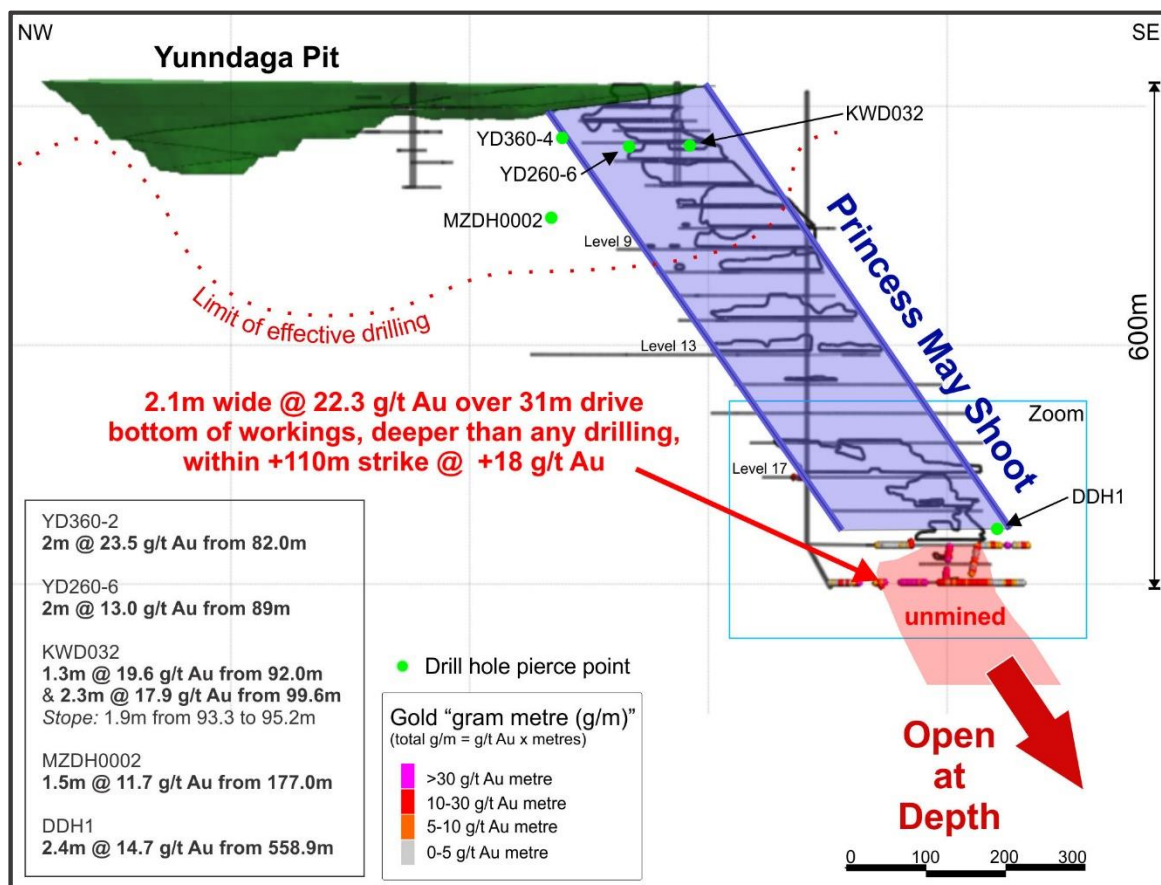 NW
SE
Yunndaga Pit
KWD032
YD360-4
YD260-6
MZDH0002
Level 9
Limit of effective drilling
Princess May Shoot
600m
Level 13
2.1m wide @ 22.3 g/t Au over 31m drive
bottom of workings, deeper than any drilling,
within +110m strike @ +18 g/t Au
Zoom
Level 17
DDH1
unmined
Open
at
Depth
YD360-2
2m @ 23.5 g/t Au from 82.0m
YD260-6
2m @ 13.0 g/t Au from 89m
KWD032
1.3m @ 19.6 g/t Au from 92.0m
& 2.3m @ 17.9 g/t Au from 99.6m
Stope: 1.9m from 93.3 to 95.2m
MZDH0002
1.5m @ 11.7 g/t Au from 177.0m
DDH1
2.4m @ 14.7 g/t Au from 558.9m
Drill hole pierce point
Gold “gram metre (g/m)”
(total g/m = g/t Au x metres)
>30 g/t Au metre
10-30 g/t Au metre
5-10 g/t Au metre
0-5 g/t Au metre
0 100 200 300